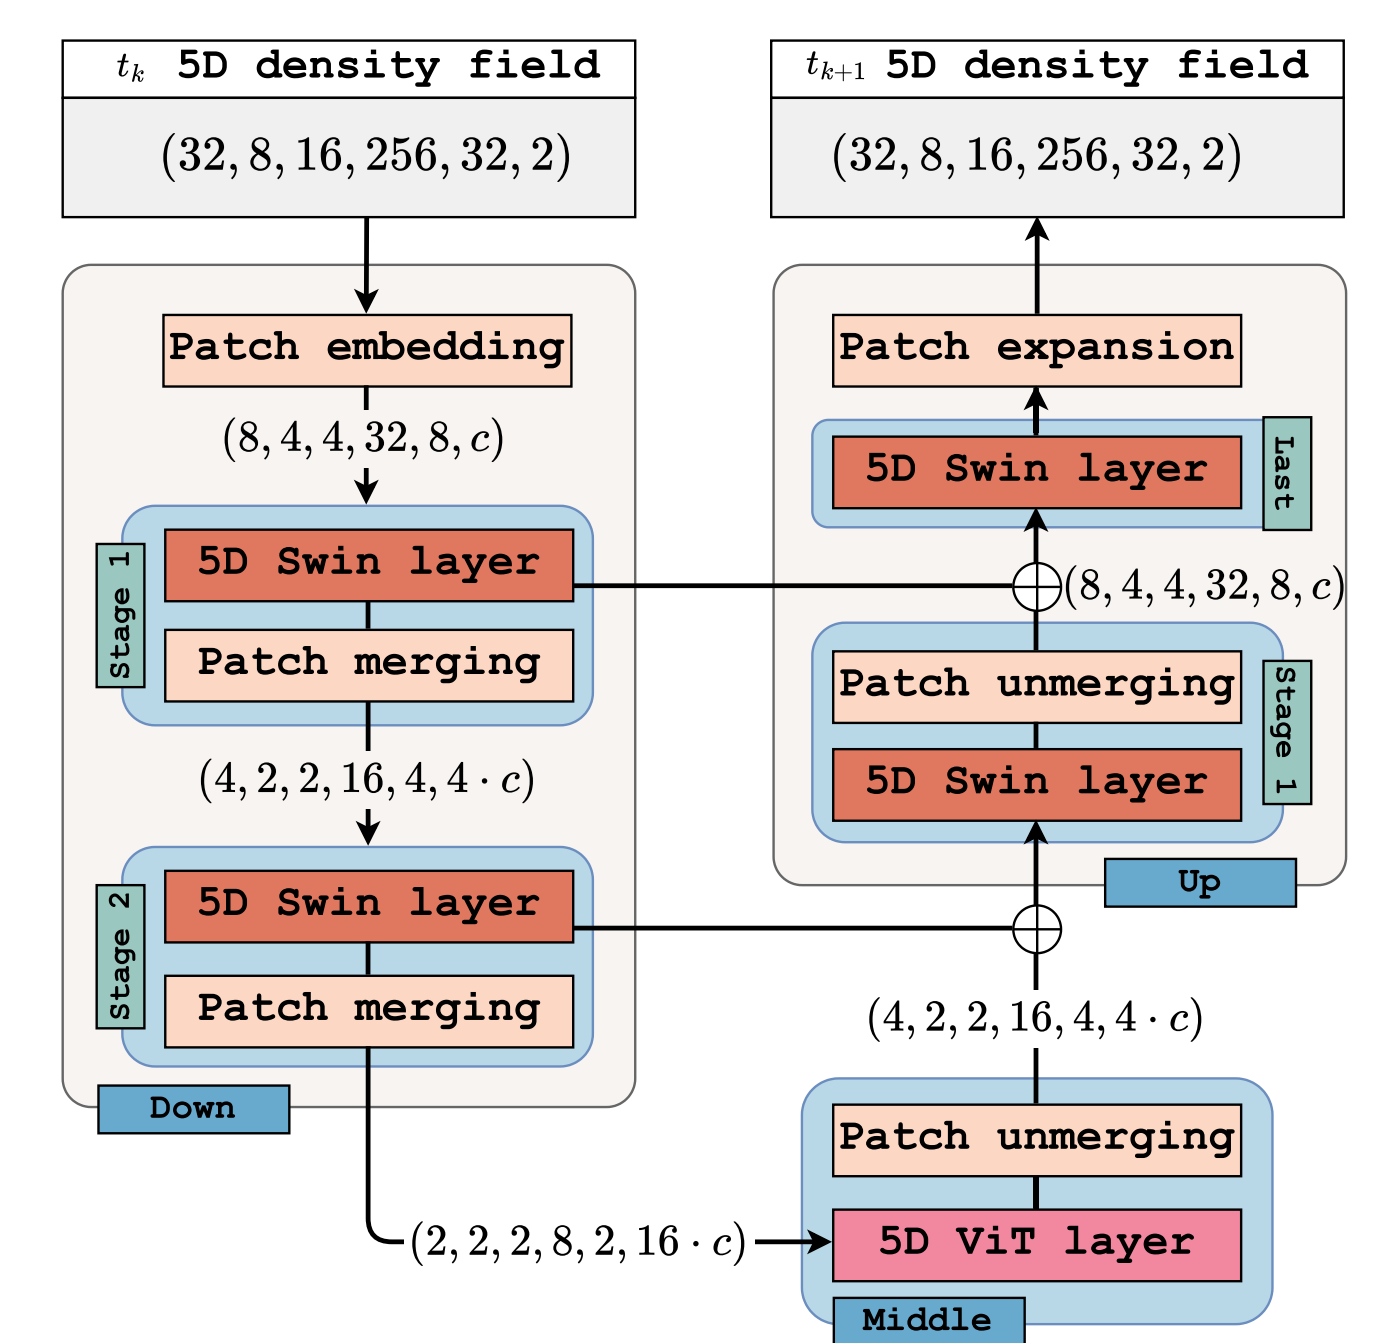 t_k 5D density field
(32, 8, 16, 256, 32, 2)
Patch embedding
(8, 4, 4, 32, 8, c)
Stage 1
5D Swin layer
Patch merging
(4, 2, 2, 16, 4, 4 · c)
Stage 2
5D Swin layer
Patch merging
Down
(2, 2, 2, 8, 2, 16 · c)
t_{k+1} 5D density field
(32, 8, 16, 256, 32, 2)
Patch expansion
5D Swin layer
Last
(8, 4, 4, 32, 8, c)
Patch unmerging
5D Swin layer
Stage 1
Up
(4, 2, 2, 16, 4, 4 · c)
Patch unmerging
5D ViT layer
Middle